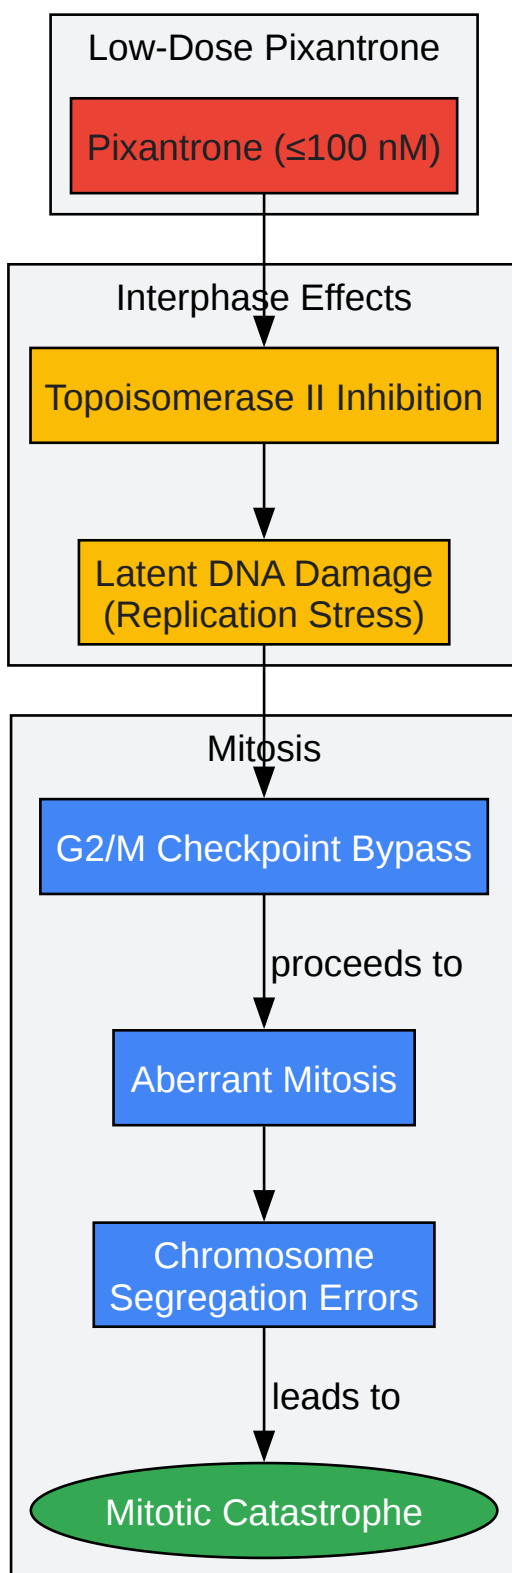 Low-Dose Pixantrone
Pixantrone (≤100 nM)
Interphase Effects
Topoisomerase II Inhibition
Latent DNA Damage
(Replication Stress)
Mitosis
G2/M Checkpoint Bypass
proceeds to
Aberrant Mitosis
Chromosome
Segregation Errors
leads to
Mitotic Catastrophe